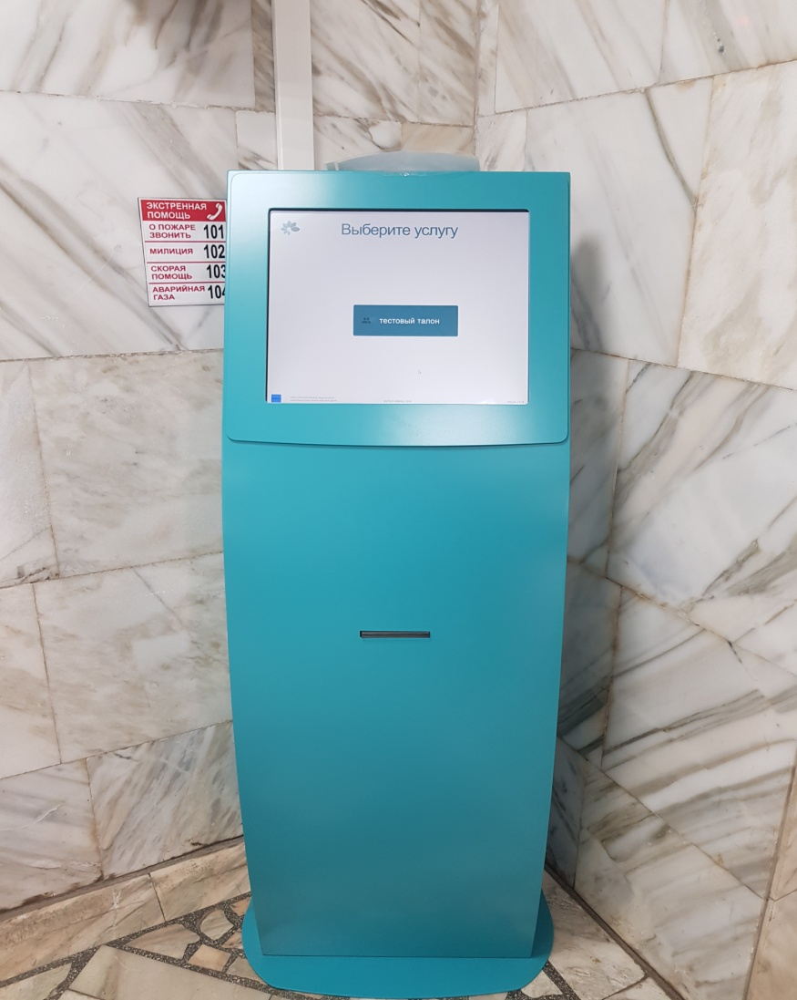 ЭКСТРЕННАЯ
ПОМОЩЬ
О ПОЖАРЕ
ЗВОНИТЬ 101
МИЛИЦИЯ 102
СКОРАЯ
ПОМОЩЬ 103
АВАРИЙНАЯ
ГАЗА 104
Выберите услугу
тестовый талон